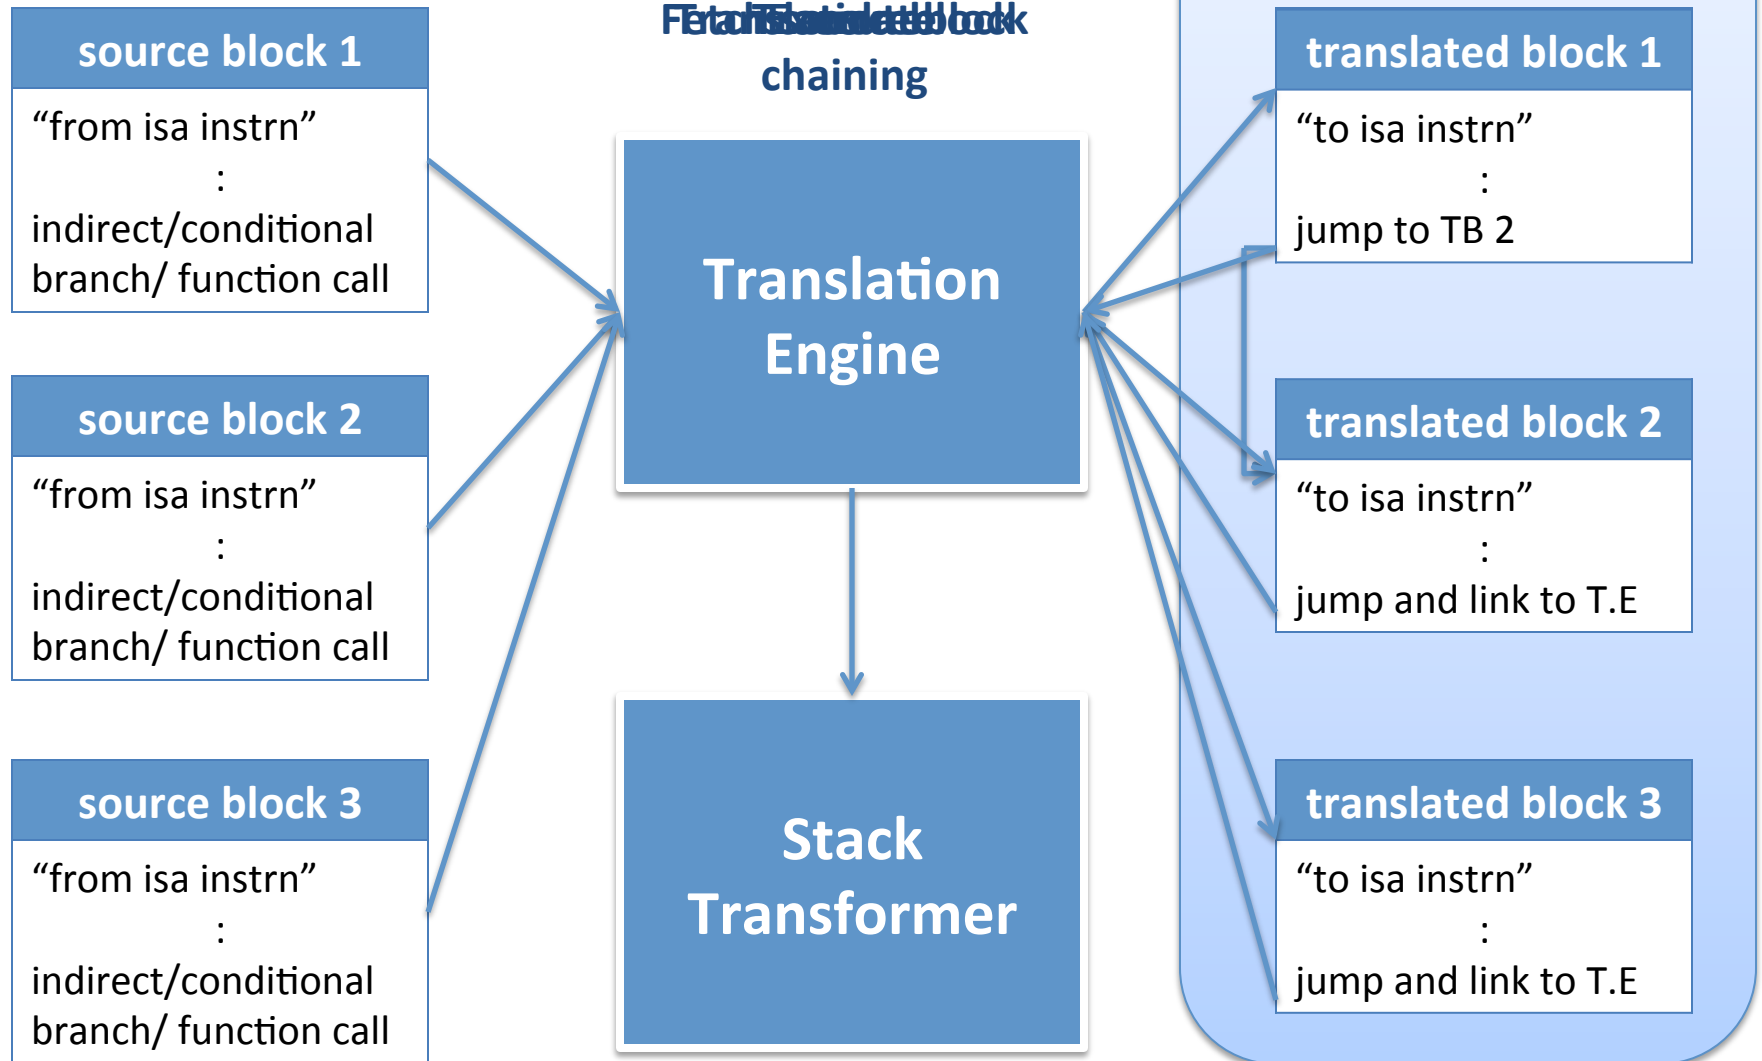 source block 1
“from isa instrn”
:
indirect/conditional
branch/ function call
source block 2
“from isa instrn”
:
indirect/conditional
branch/ function call
source block 3
“from isa instrn”
:
indirect/conditional
branch/ function call
chaining
Translation
Engine
Stack
Transformer
translated block 1
“to isa instrn”
:
jump to TB 2
translated block 2
“to isa instrn”
:
jump and link to T.E
translated block 3
“to isa instrn”
:
jump and link to T.E